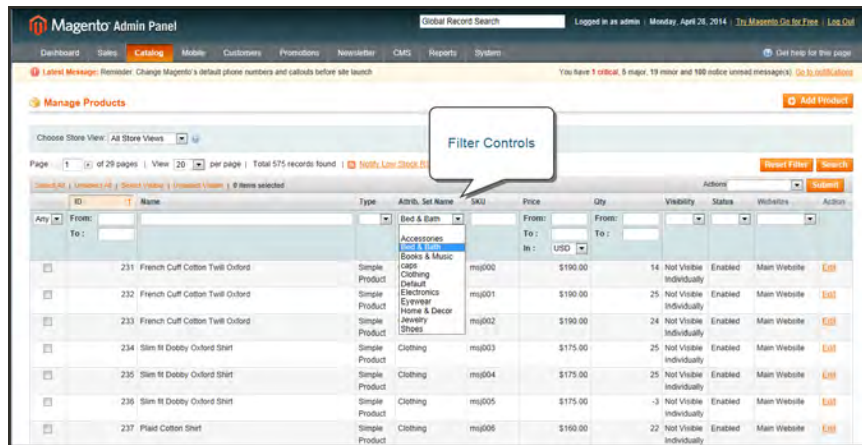 Magento Admin Panel
Global Record Search
Logged in as admin | Monday, April 28, 2014 | Try Magento Go for Free | Log Out
Dashboard Sales Catalog Mobile Customers Promotions Newsletter CMS Reports System
Get help for this page
Latest Message: Reminder: Change Magento's default phone numbers and callouts before site launch
You have 1 critical, 5 major, 19 minor and 100 notice unread message(s). Go to notifications
Manage Products
Add Product
Filter Controls
Choose Store View: All Store Views
Page 1 of 29 pages | View 20 per page | Total 575 records found | Notify Low Stock
Reset Filter Search
Select All | Unselect All | Select Visible | Unselect Visible | 0 items selected
Actions Submit
ID Name Type Attrib. Set Name SKU Price Qty Visibility Status Websites Action
Any From: Bed & Bath From: From:
To : To : To :
In : USD
Accessories
Bed & Bath
Books & Music
caps
Clothing
Default
Electronics
Eyewear
Home & Decor
Jewelry
Shoes
231 French Cuff Cotton Twill Oxford Simple Product msj000 $190.00 14 Not Visible Individually Enabled Main Website Edit
232 French Cuff Cotton Twill Oxford Simple Product msj001 $190.00 25 Not Visible Individually Enabled Main Website Edit
233 French Cuff Cotton Twill Oxford Simple Product msj002 $190.00 24 Not Visible Individually Enabled Main Website Edit
234 Slim fit Dobby Oxford Shirt Simple Product Clothing msj003 $175.00 25 Not Visible Individually Enabled Main Website Edit
235 Slim fit Dobby Oxford Shirt Simple Product Clothing msj004 $175.00 25 Not Visible Individually Enabled Main Website Edit
236 Slim fit Dobby Oxford Shirt Simple Product Clothing msj005 $175.00 -3 Not Visible Individually Enabled Main Website Edit
237 Plaid Cotton Shirt Simple Product Clothing msj006 $160.00 22 Not Visible Individually Enabled Main Website Edit